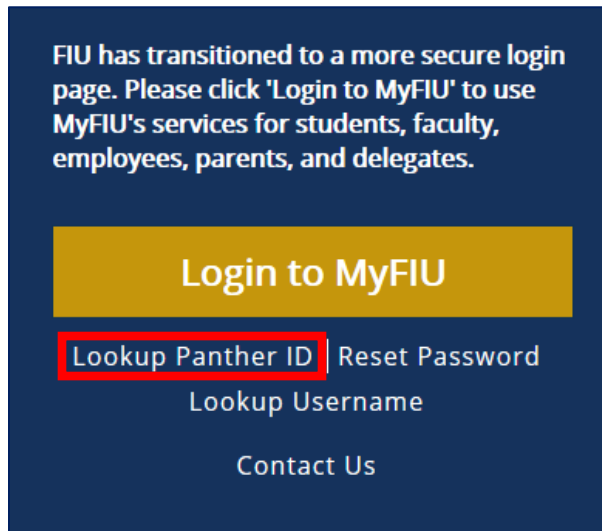 FIU has transitioned to a more secure login
page. Please click 'Login to MyFIU' to use
MyFIU's services for students, faculty,
employees, parents, and delegates.
Login to MyFIU
Lookup Panther ID | Reset Password
Lookup Username
Contact Us